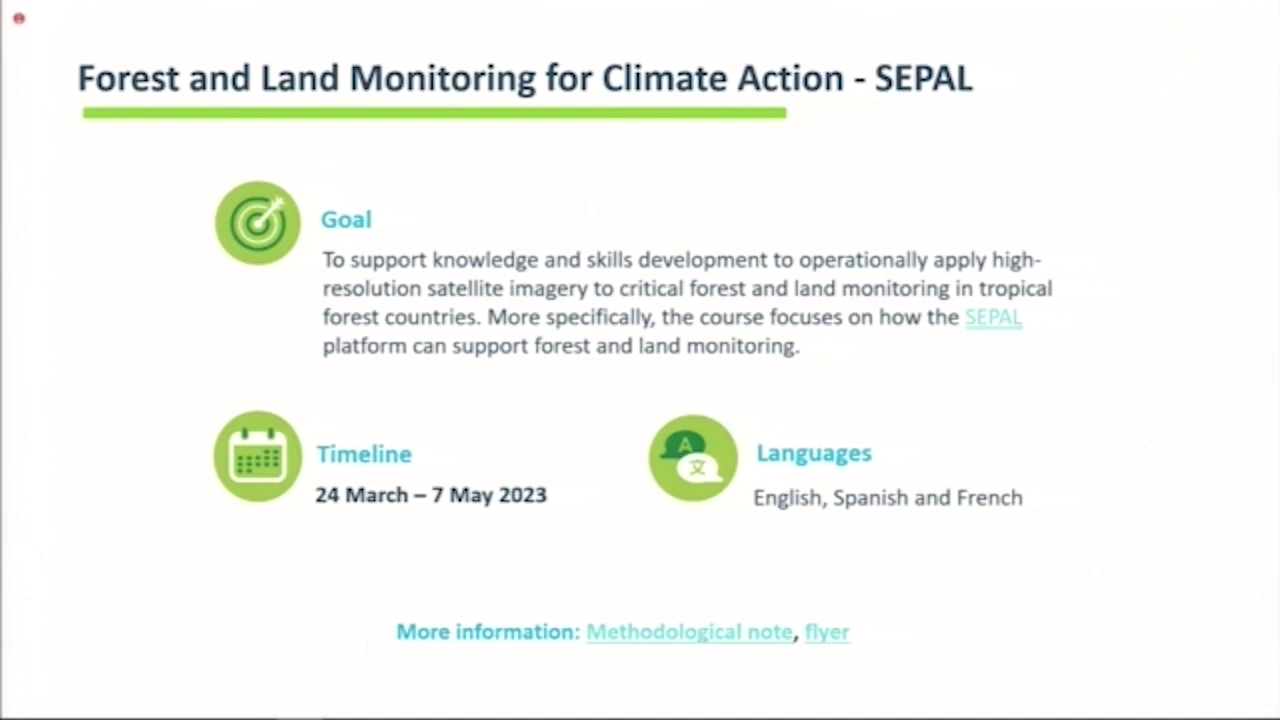 Forest and Land Monitoring for Climate Action - SEPAL
Goal
To support knowledge and skills development to operationally apply high-
resolution satellite imagery to critical forest and land monitoring in tropical
forest countries. More specifically, the course focuses on how the SEPAL
platform can support forest and land monitoring.
Timeline
24 March – 7 May 2023
A
文
Languages
English, Spanish and French
More information: Methodological note, flyer